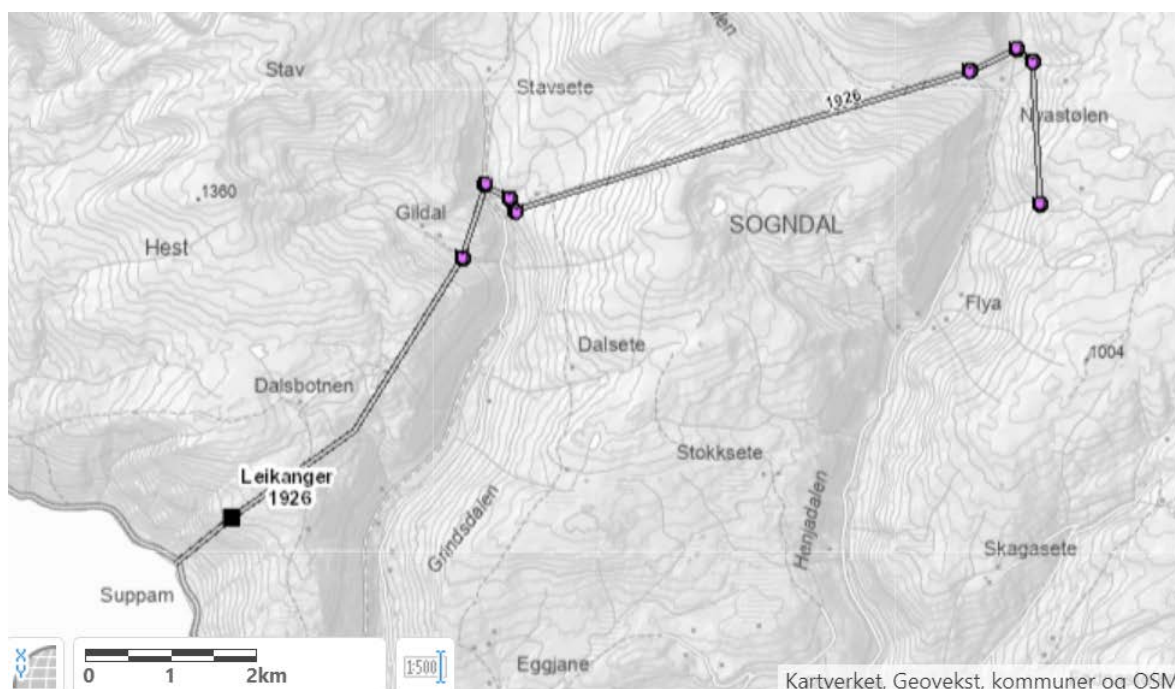 Stav
Stavsete
1926
Nyastølen
1360
Gildal
SOGNDAL
Hest
Flya
Dalsete
1004
Dalsbotnen
Stokksete
Leikanger
1926
Grindsdalen
Henjadalen
Skagasete
Suppam
X
Y
0 1 2km
1:500
Eggjane
Kartverket, Geovekst, kommuner og OSM